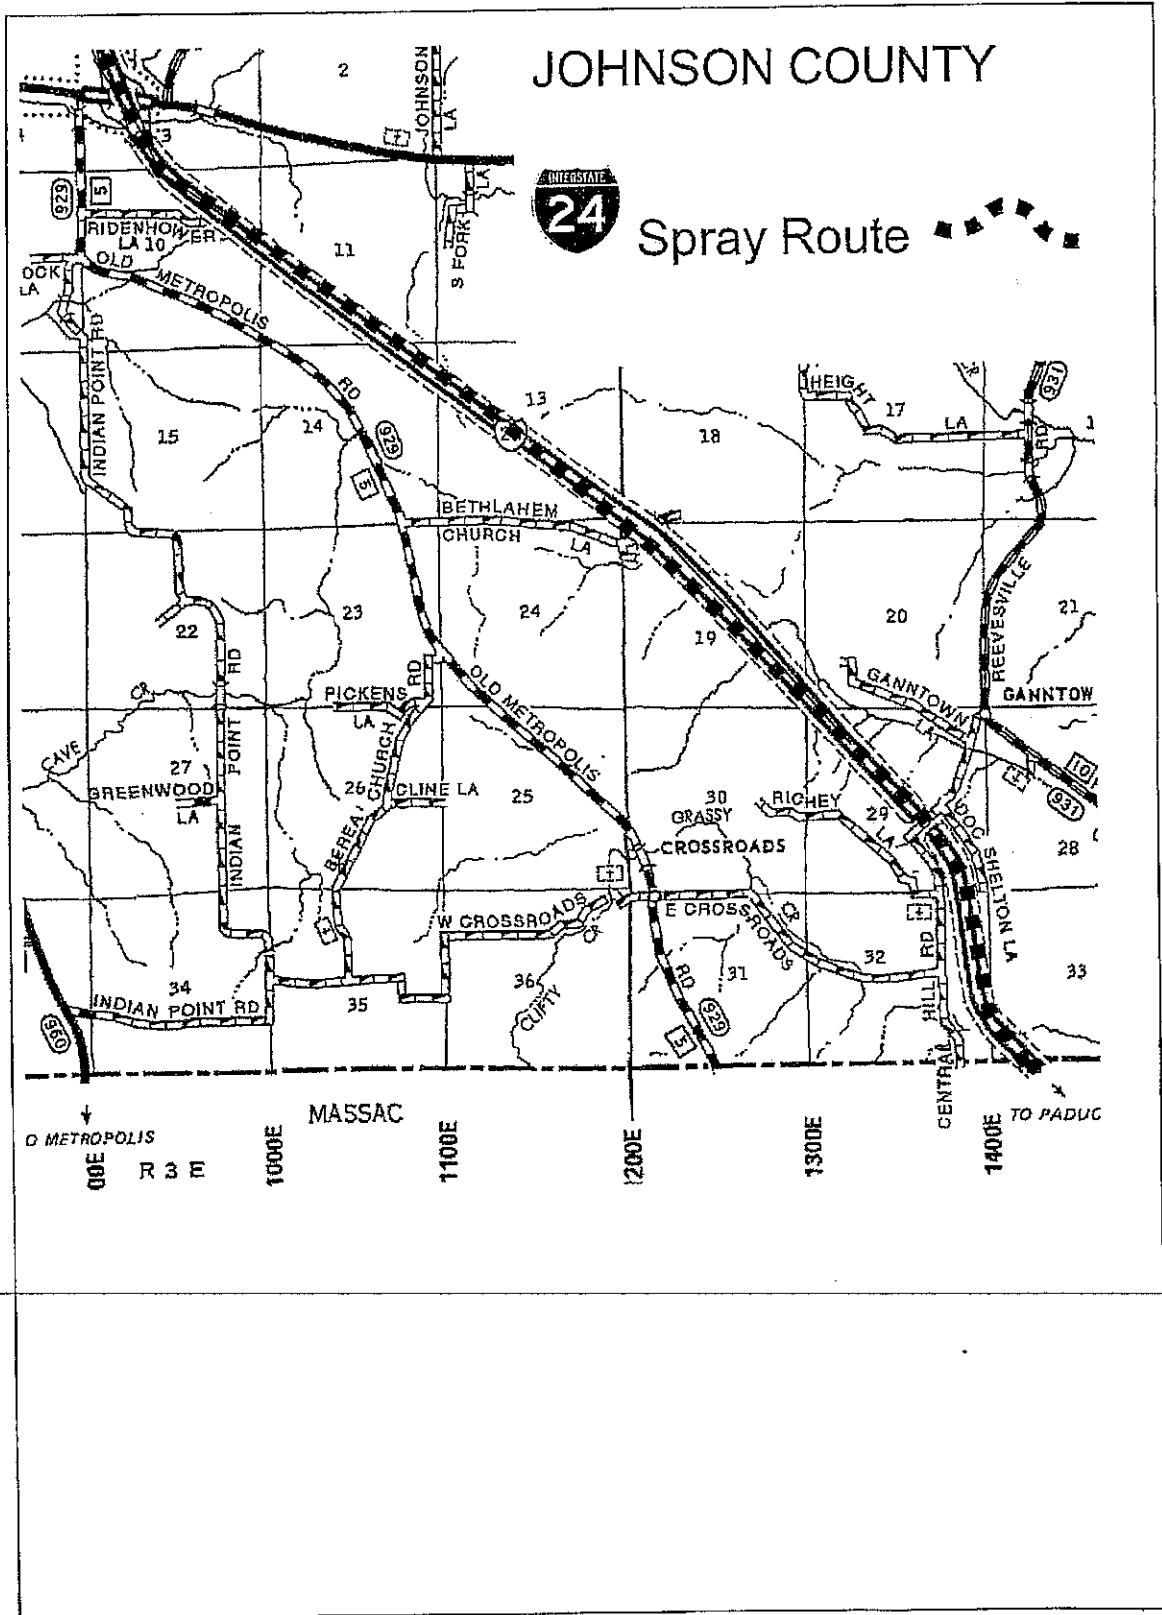 JOHNSON COUNTY
INTERSTATE
24
Spray Route
2
JOHNSON
LA
3
929
5
RIDENHOWER
LA 10
11
S FORK
LA
OCK
LA
OLD METROPOLIS RD
INDIAN POINT RD
15
14
929
5
13
18
HEIGHT
LA
17
931
RD
1
BETHLAHEM
CHURCH
LA
22
23
24
19
20
21
REEVESVILLE
RD
PICKENS
LA
OLD METROPOLIS
GANNTOWN
LA
GANNTOW
CR
CAVE
27
GREENWOOD
LA
INDIAN POINT RD
26
BEREA CHURCH RD
CLINE LA
25
30
GRASSY
CROSSROADS
RICHEY
LA
29
DOC SHELTON LA
10
931
28
W CROSSROADS
CR
E CROSSROADS
CR
34
INDIAN POINT RD
35
36
CLIFTY
31
RD
929
5
32
CENTRAL HILL RD
33
960
MASSAC
O METROPOLIS
TO PADUC
R 3 E
00E
1000E
1100E
1200E
1300E
1400E